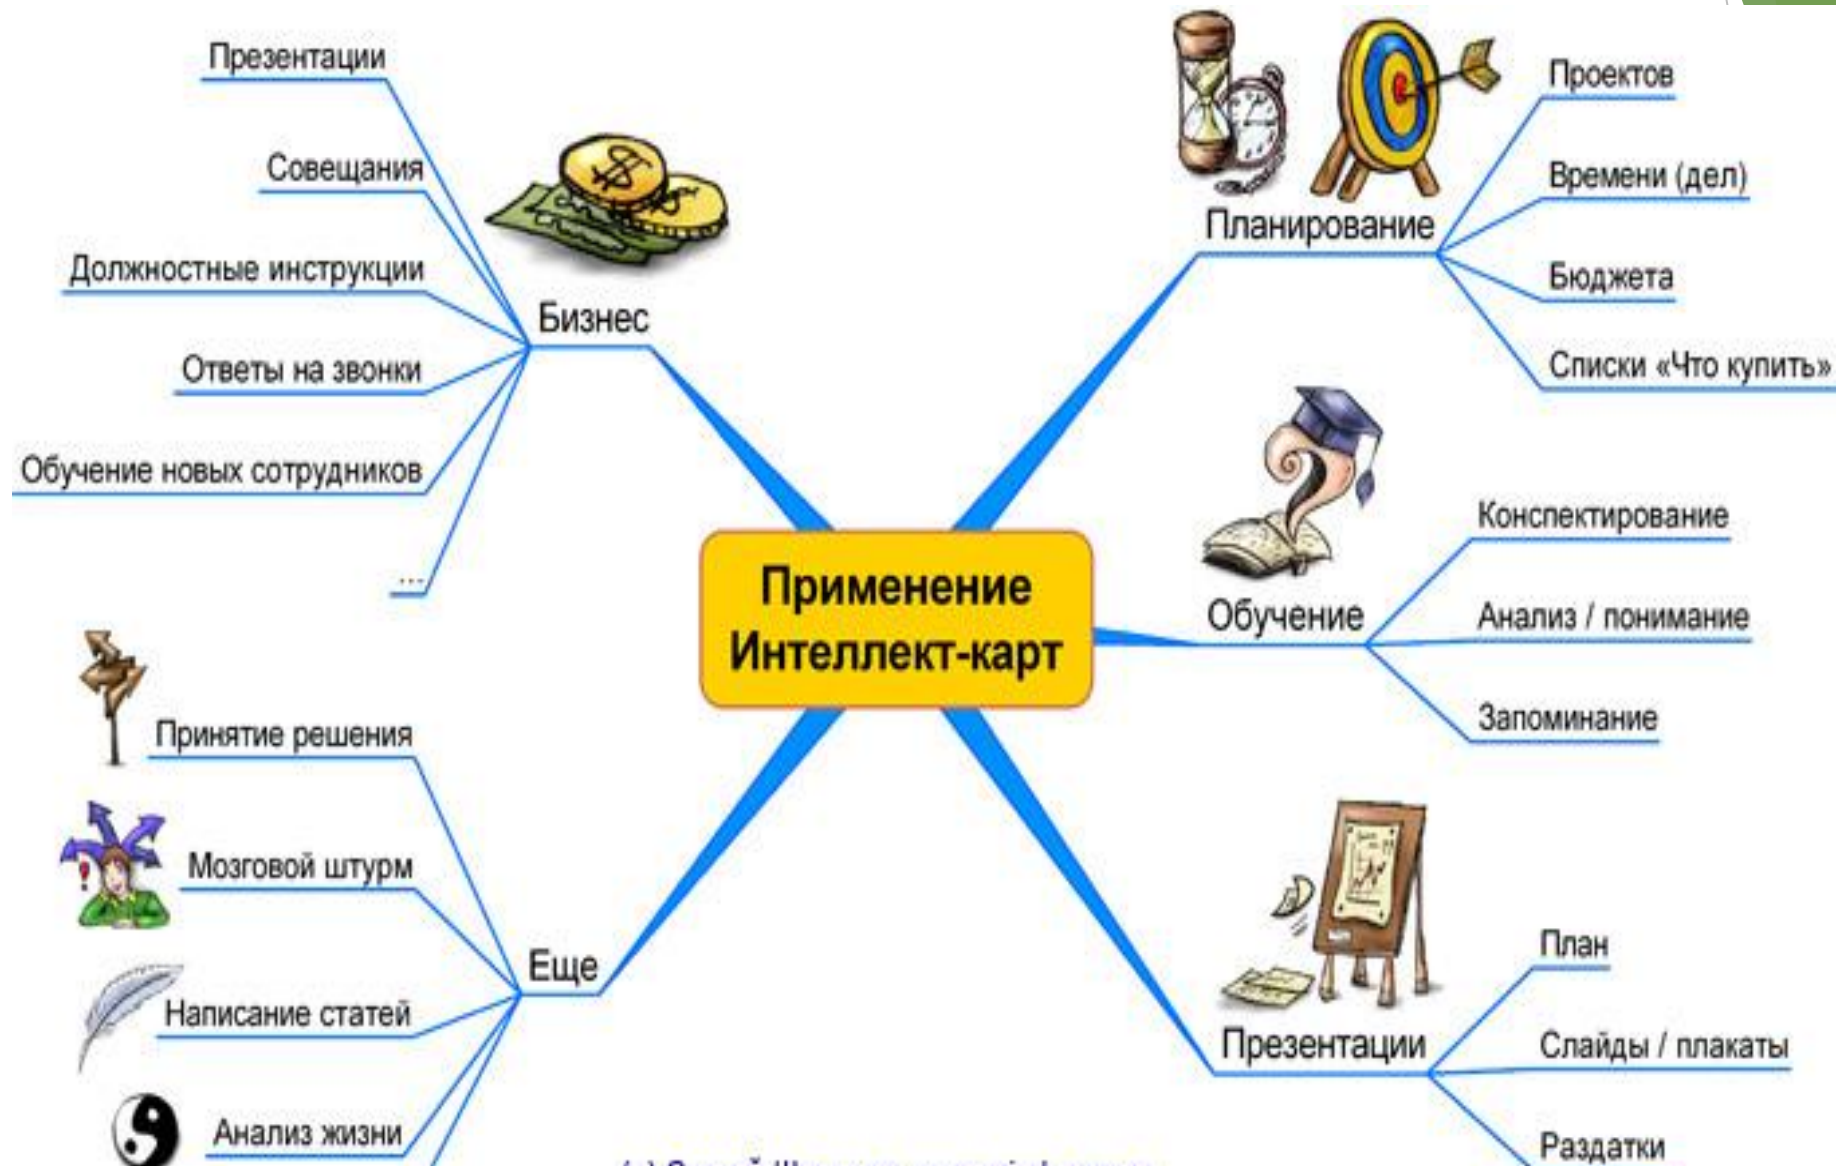 Презентации
Совещания
Должностные инструкции
Ответы на звонки
Обучение новых сотрудников
...
Бизнес
Планирование
Проектов
Времени (дел)
Бюджета
Списки «Что купить»
Применение
Интеллект-карт
Обучение
Конспектирование
Анализ / понимание
Запоминание
Принятие решения
Мозговой штурм
Написание статей
Анализ жизни
Еще
Презентации
План
Слайды / плакаты
Раздатки